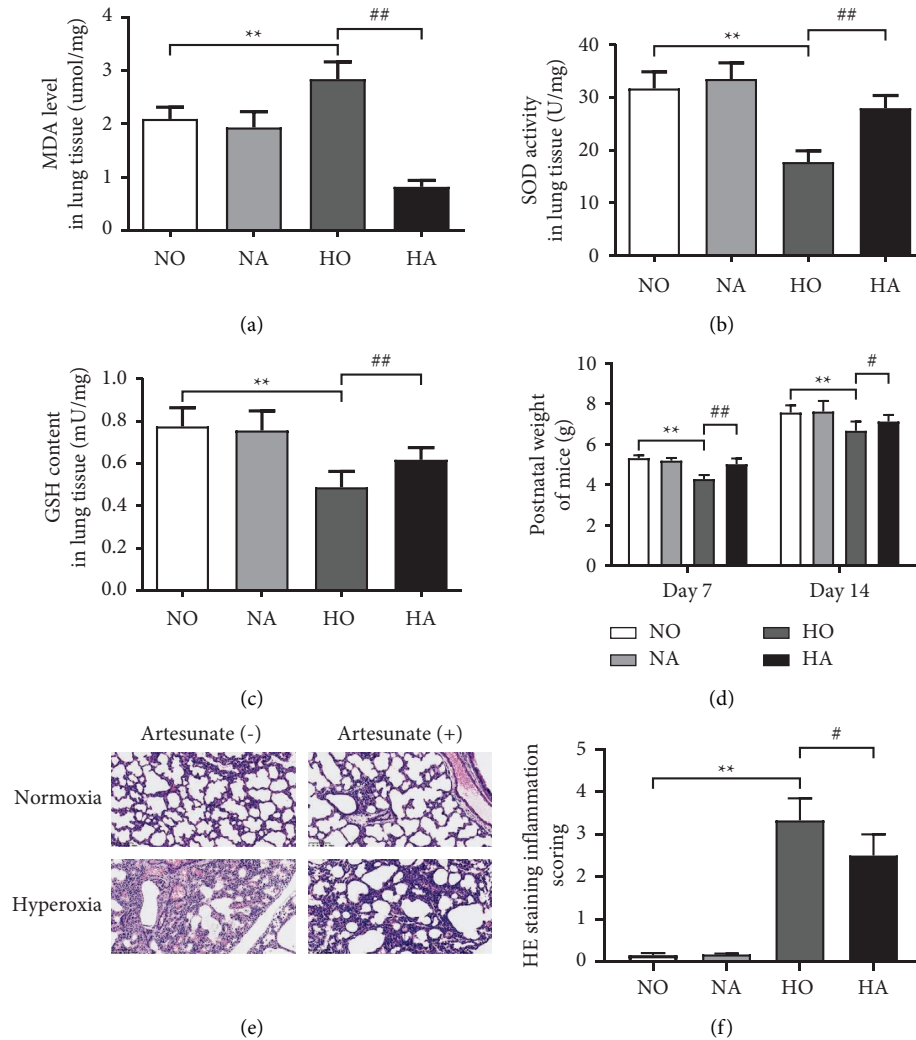 MDA level
in lung tissue (umol/mg)
4
3
2
1
0
**
##
NO NA HO HA
(a)
SOD activity
in lung tissue (U/mg)
40
30
20
10
0
**
##
NO NA HO HA
(b)
GSH content
in lung tissue (mU/mg)
1.0
0.8
0.6
0.4
0.2
0.0
**
##
NO NA HO HA
(c)
Postnatal weight
of mice (g)
10
8
6
4
2
0
**
##
**
#
Day 7 Day 14
NO HO
NA HA
(d)
Artesunate (-) Artesunate (+)
Normoxia
Hyperoxia
(e)
HE staining inflammation
scoring
5
4
3
2
1
0
**
#
NO NA HO HA
(f)